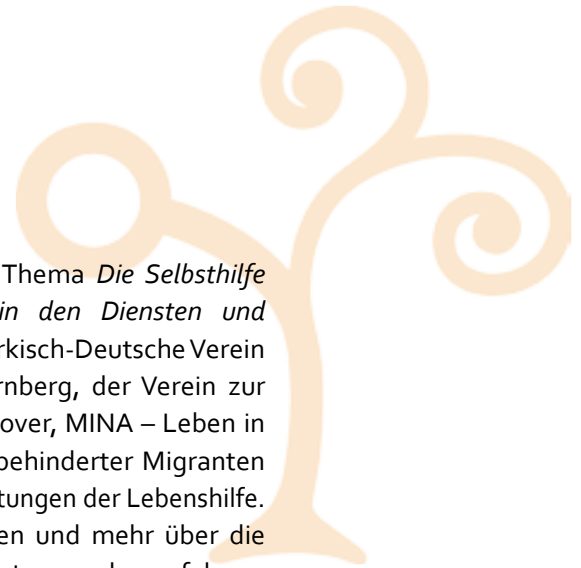 Thema Die Selbsthilfe
in den Diensten und
rkisch-Deutsche Verein
rnberg, der Verein zur
over, MINA – Leben in
behinderter Migranten
tungen der Lebenshilfe.
en und mehr über die